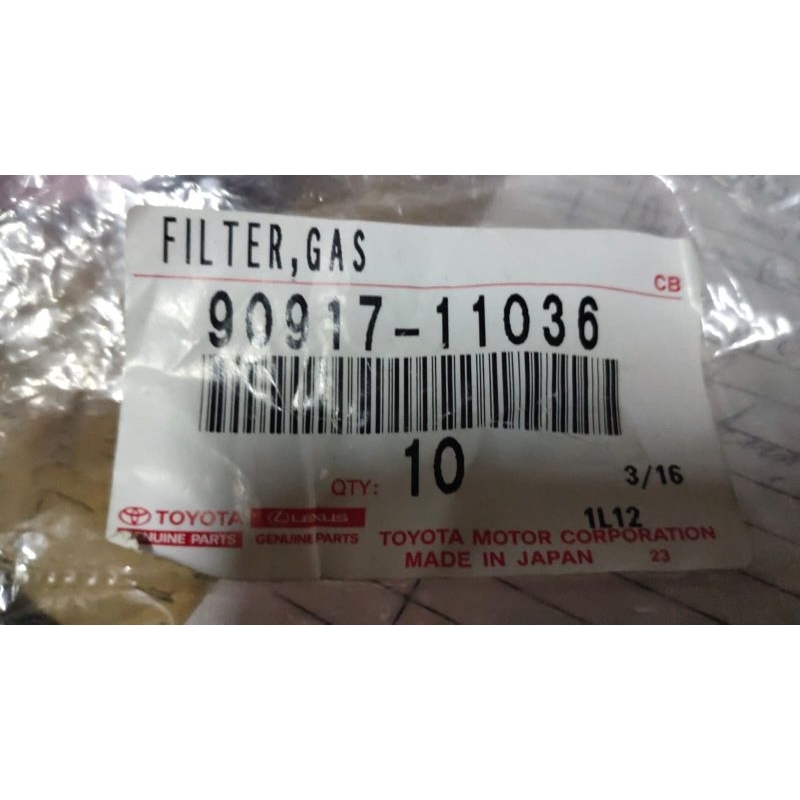 FILTER,GAS
CB
90917-11036
QTY: 10
3/16
1L12
TOYOTA LEXUS
GENUINE PARTS GENUINE PARTS
TOYOTA MOTOR CORPORATION
MADE IN JAPAN 23